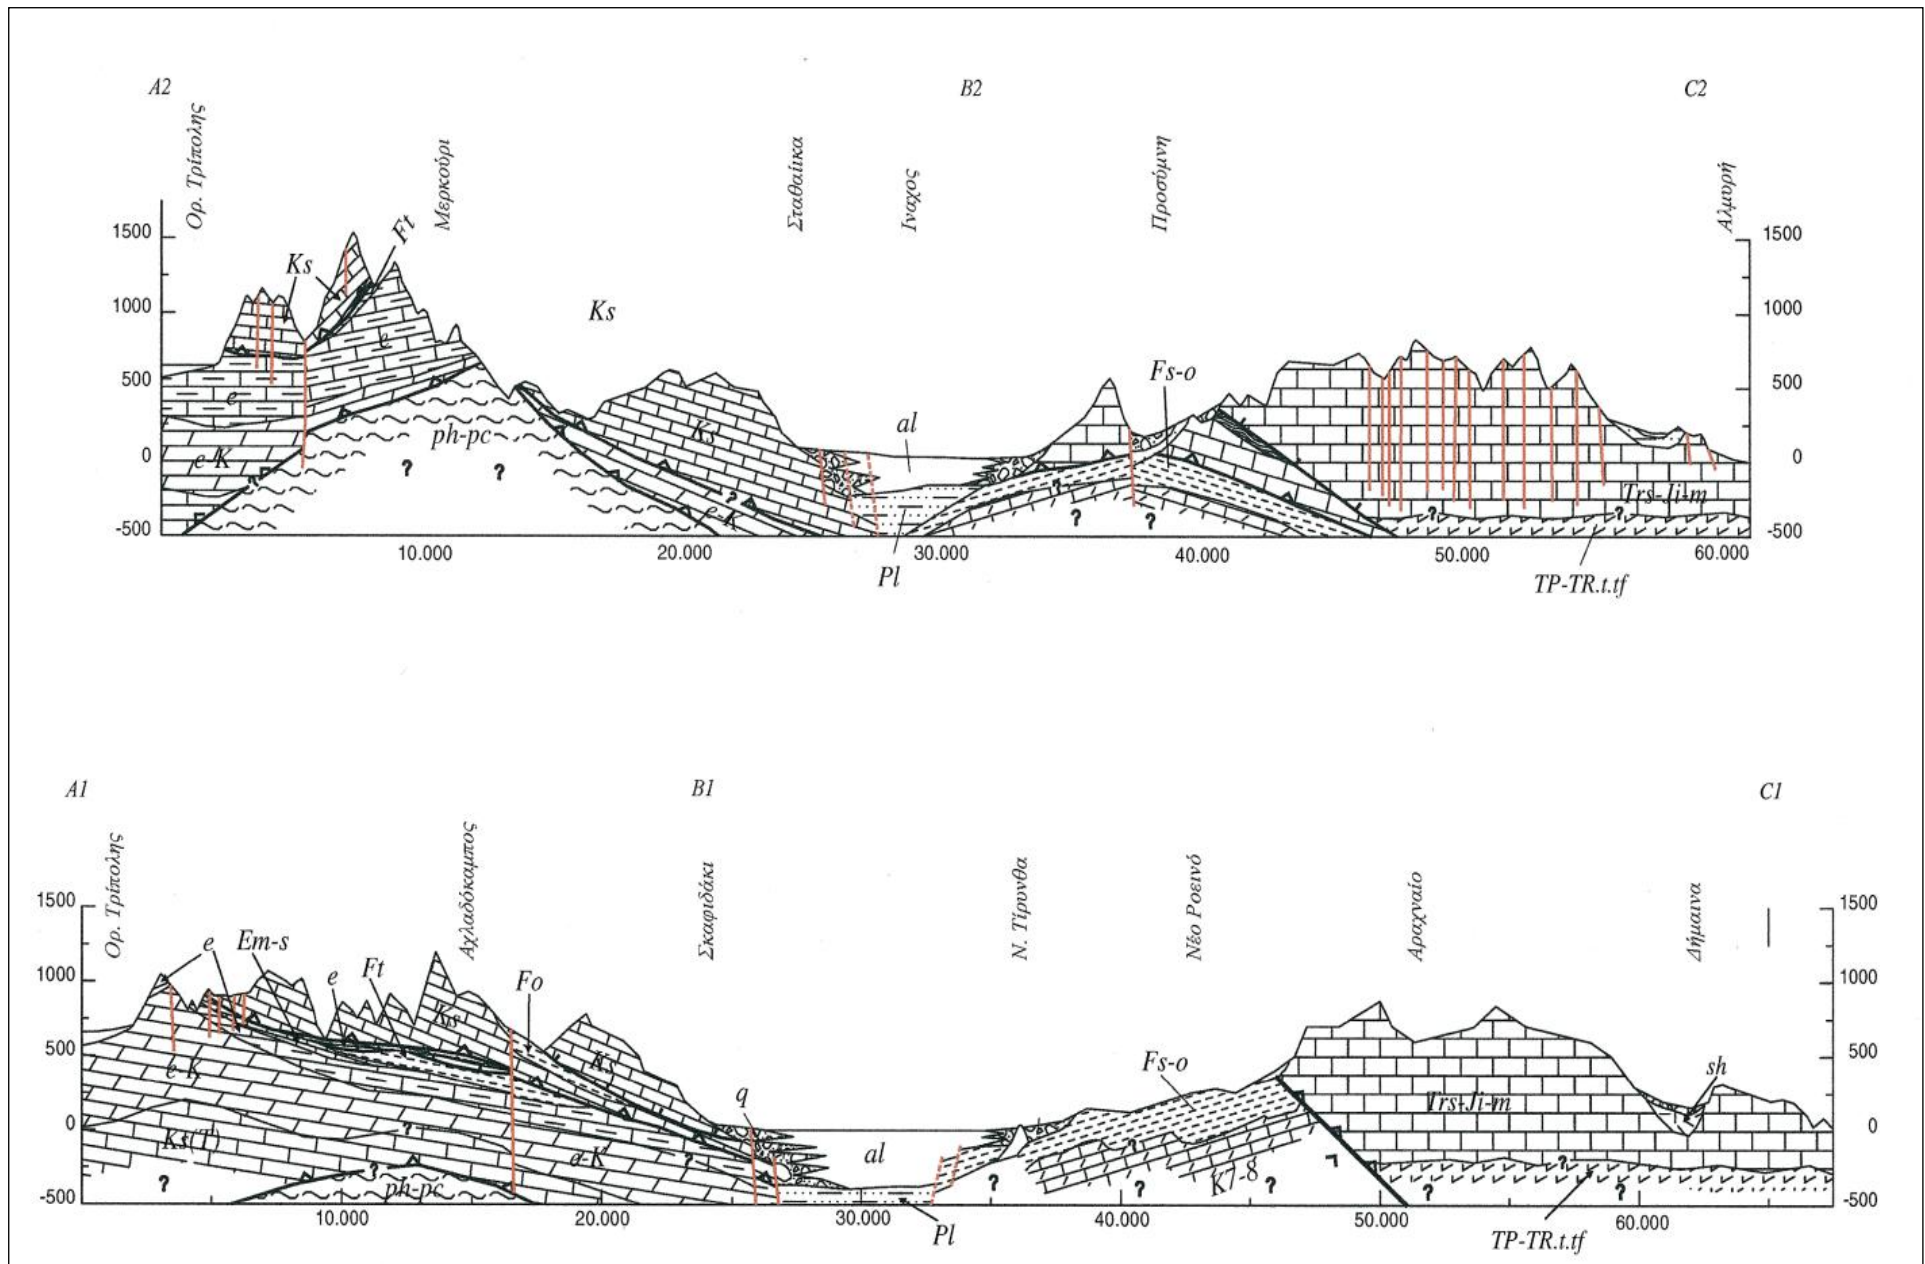 A2 B2 C2
Ορ. Τρίπολης
Μερκούρι
Σταθαίικα
Ιναχος
Προσύμνη
Αλμυρή
1500
1000
500
0
-500
Ks
Ft
e
e-K
ph-pc
? ?
Ks
Ks
?
e-K
al
Fs-o
?
? ?
Trs-Ji-m
? ? ?
1500
1000
500
0
-500
10.000 20.000 30.000 40.000 50.000 60.000
Pl
TP-TR.t.tf
A1 B1 C1
Ορ. Τρίπολης
Αχλαδόκαμπος
Σκαφιδάκι
Ν. Τίρυνθα
Νέο Ροεινό
Αραχναίο
Δήμαινα
1500
1000
500
0
-500
e
Em-s
e
Ft
Ks
Fo
Ks
e-K
Ks(T)
?
?
?
ph-pc
e-K
?
q
al
Fs-o
?
? ? ?
K7-8
Trs-Ji-m
sh
?
? ?
1500
1000
500
0
-500
10.000 20.000 30.000 40.000 50.000 60.000
Pl
TP-TR.t.tf